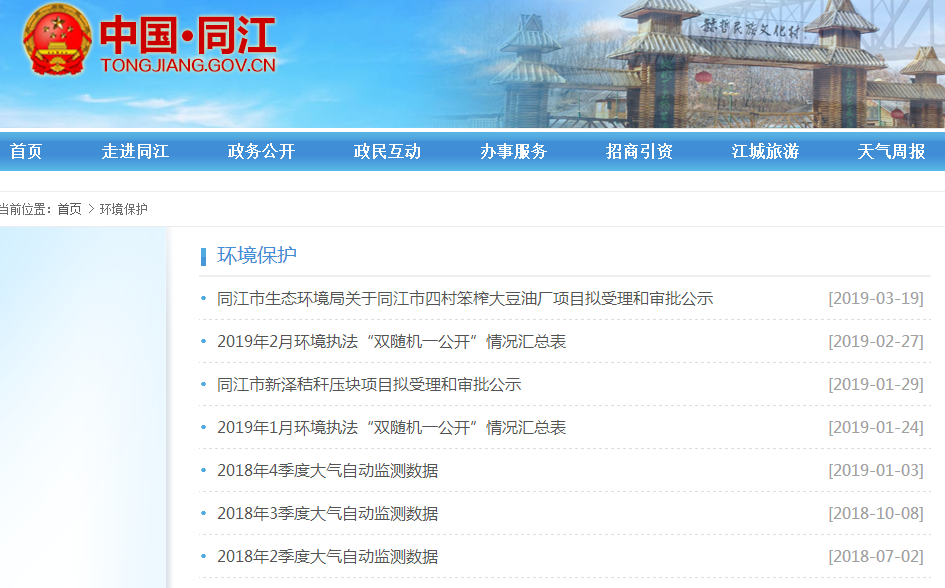 中国·同江
TONGJIANG.GOV.CN
赫哲民族文化村
首页 走进同江 政务公开 政民互动 办事服务 招商引资 江城旅游 天气周报
当前位置：首页 > 环境保护
环境保护
• 同江市生态环境局关于同江市四村笨榨大豆油厂项目拟受理和审批公示 [2019-03-19]
• 2019年2月环境执法“双随机一公开”情况汇总表 [2019-02-27]
• 同江市新泽秸秆压块项目拟受理和审批公示 [2019-01-29]
• 2019年1月环境执法“双随机一公开”情况汇总表 [2019-01-24]
• 2018年4季度大气自动监测数据 [2019-01-03]
• 2018年3季度大气自动监测数据 [2018-10-08]
• 2018年2季度大气自动监测数据 [2018-07-02]